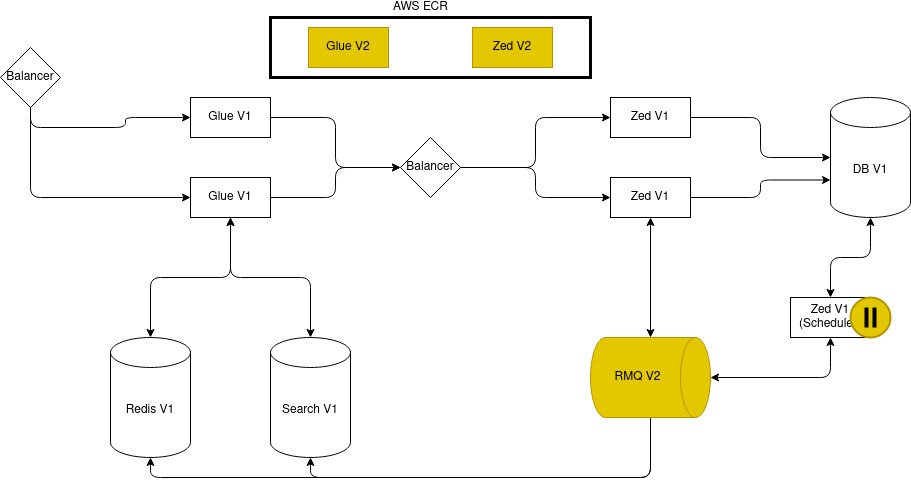 AWS ECR
Glue V2
Zed V2
Balancer
Glue V1
Zed V1
Balancer
DB V1
Glue V1
Zed V1
Zed V1
(Schedule
RMQ V2
Redis V1
Search V1